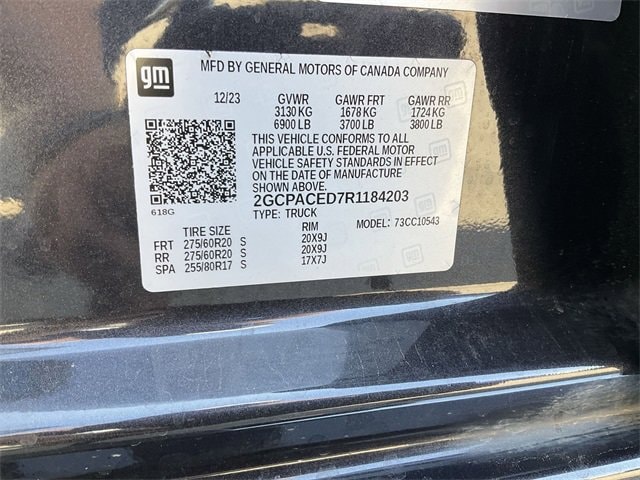 gm
MFD BY GENERAL MOTORS OF CANADA COMPANY
12/23 GVWR GAWR FRT GAWR RR
3130 KG 1678 KG 1724 KG
6900 LB 3700 LB 3800 LB
THIS VEHICLE CONFORMS TO ALL
APPLICABLE U.S. FEDERAL MOTOR
VEHICLE SAFETY STANDARDS IN EFFECT
ON THE DATE OF MANUFACTURE
SHOWN ABOVE.
2GCPACED7R1184203
618G TYPE: TRUCK MODEL: 73CC10543
TIRE SIZE RIM
FRT 275/60R20 S 20X9J
RR 275/60R20 S 20X9J
SPA 255/80R17 S 17X7J